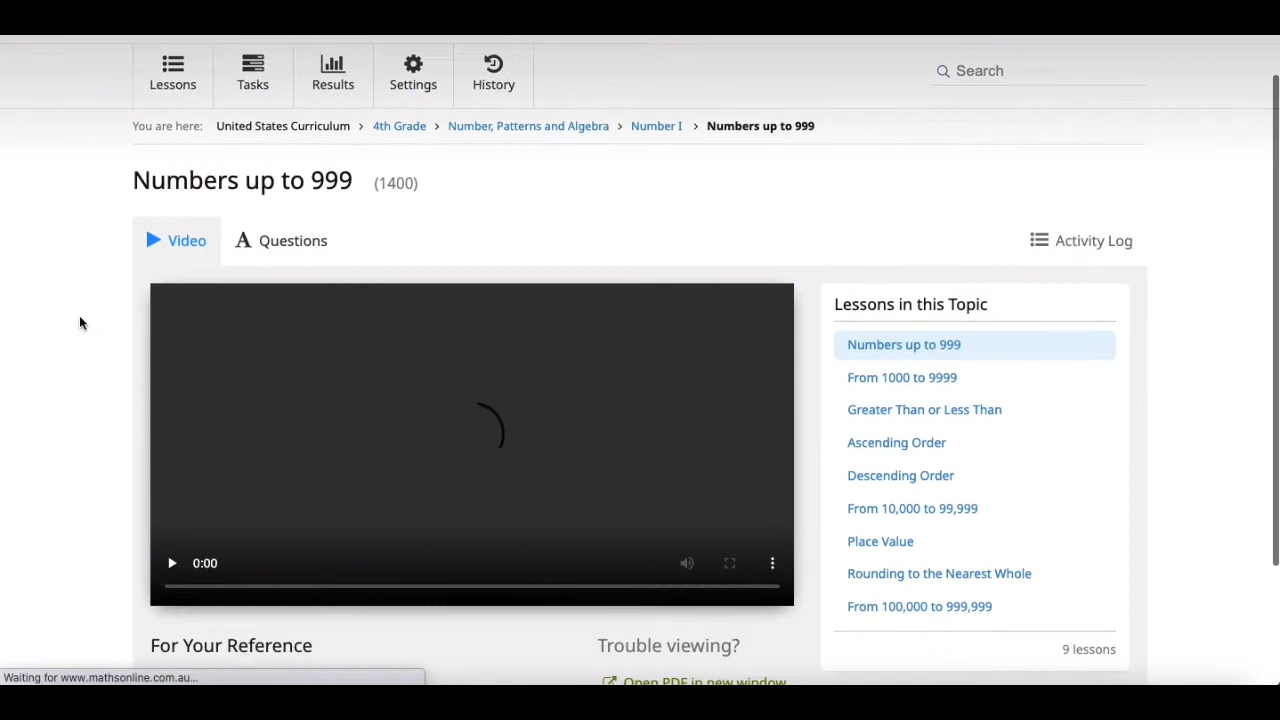 Lessons
Tasks
Results
Settings
History
Search
You are here: United States Curriculum › 4th Grade › Number, Patterns and Algebra › Number I › Numbers up to 999
Numbers up to 999 (1400)
Video
A Questions
Activity Log
0:00
Lessons in this Topic
Numbers up to 999
From 1000 to 9999
Greater Than or Less Than
Ascending Order
Descending Order
From 10,000 to 99,999
Place Value
Rounding to the Nearest Whole
From 100,000 to 999,999
9 lessons
For Your Reference
Trouble viewing?
Open PDF in new window
Waiting for www.mathsonline.com.au...